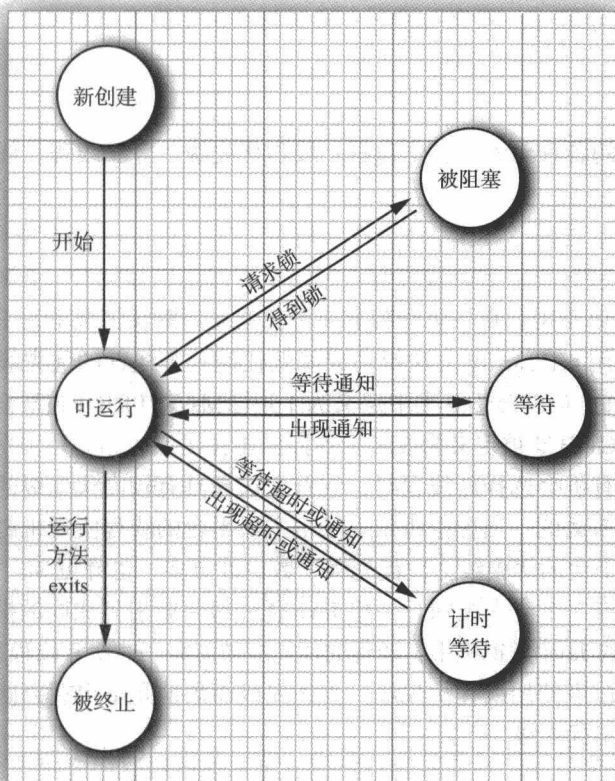 新创建
被阻塞
开始
请求锁
得到锁
等待通知
可运行
等待
出现通知
等待超时或通知
出现超时或通知
运行
方法
exits
计时
等待
被终止